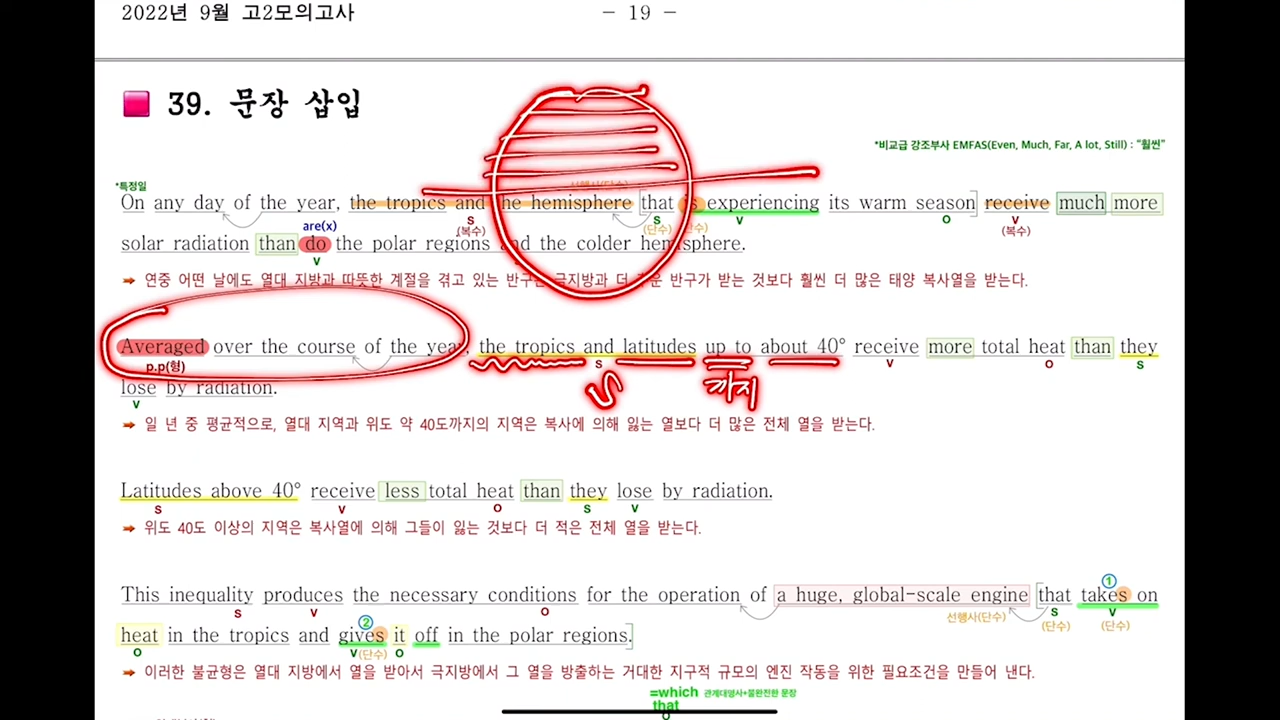 2022년 9월 고2모의고사 - 19 -
39. 문장 삽입
*비교급 강조부사 EMFAS(Even, Much, Far, A lot, Still) : "훨씬"
*특정일 선행사(단수)
On any day of the year, the tropics and the hemisphere [that is experiencing its warm season] receive much more
S (복수) S (단수) (단수) V O V (복수)
are(x)
solar radiation than do the polar regions and the colder hemisphere.
V
➡ 연중 어떤 날에도 열대 지방과 따뜻한 계절을 겪고 있는 반구는 극지방과 더 추운 반구가 받는 것보다 훨씬 더 많은 태양 복사열을 받는다.
Averaged over the course of the year, the tropics and latitudes up to about 40° receive more total heat than they
p.p(형) S V O S
S 까지
lose by radiation.
V
➡ 일 년 중 평균적으로, 열대 지역과 위도 약 40도까지의 지역은 복사에 의해 잃는 열보다 더 많은 전체 열을 받는다.
Latitudes above 40° receive less total heat than they lose by radiation.
S V O S V
➡ 위도 40도 이상의 지역은 복사열에 의해 그들이 잃는 것보다 더 적은 전체 열을 받는다.
①
This inequality produces the necessary conditions for the operation of a huge, global-scale engine [that takes on
S V O 선행사(단수) S (단수) V (단수)
②
heat in the tropics and gives it off in the polar regions.]
O V(단수) O
➡ 이러한 불균형은 열대 지방에서 열을 받아서 극지방에서 그 열을 방출하는 거대한 지구적 규모의 엔진 작동을 위한 필요조건을 만들어 낸다.
=which 관계대명사+불완전한 문장
that
O